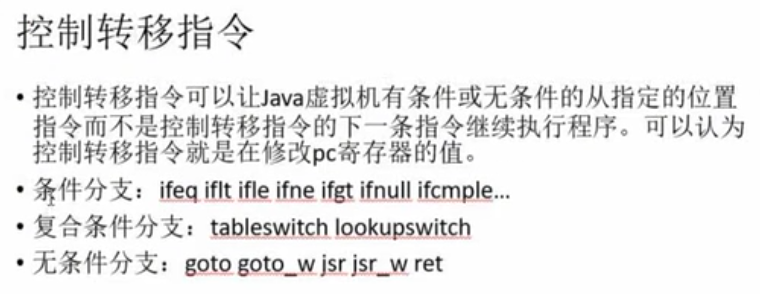 控制转移指令
• 控制转移指令可以让Java虚拟机有条件或无条件的从指定的位置
指令而不是控制转移指令的下一条指令继续执行程序。可以认为
控制转移指令就是在修改pc寄存器的值。
• 条件分支：ifeq iflt ifle ifne ifgt ifnull ifcmple...
• 复合条件分支：tableswitch lookupswitch
• 无条件分支：goto goto_w jsr jsr_w ret